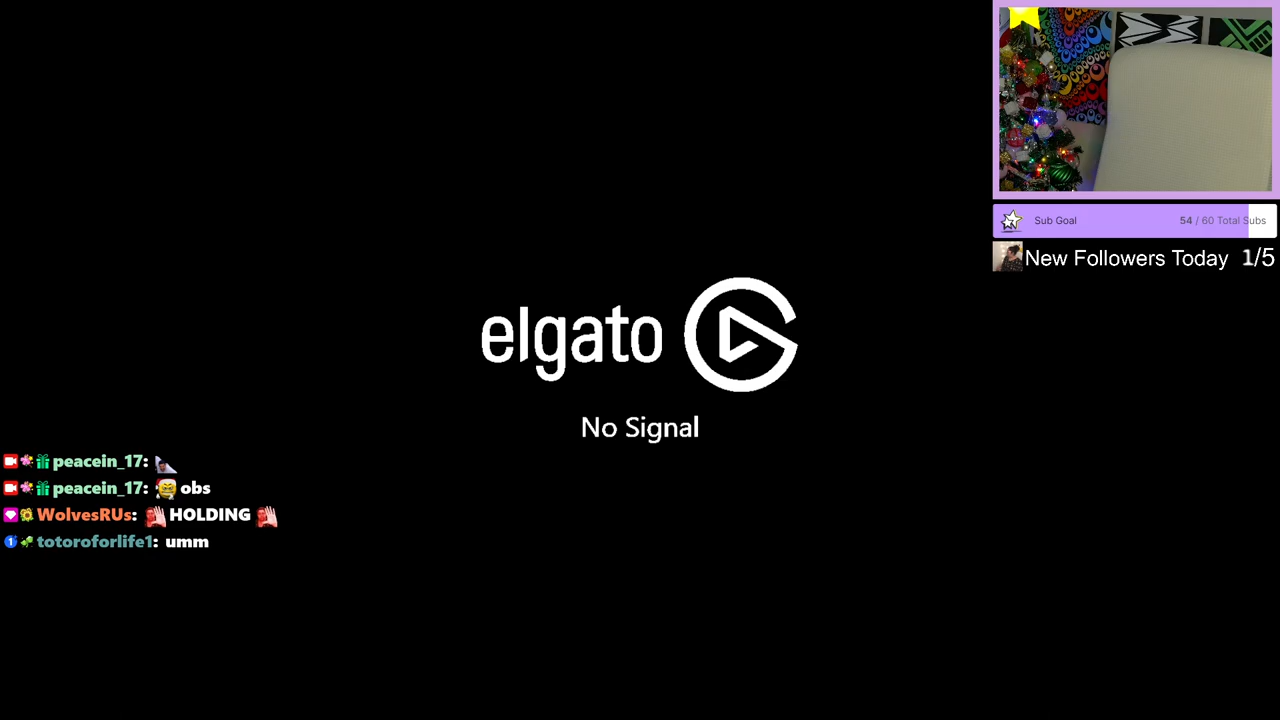 Sub Goal 54 / 60 Total Subs
New Followers Today 1/5
elgato
No Signal
peacein_17:
peacein_17: obs
WolvesRUs: HOLDING
1 totoroforlife1: umm